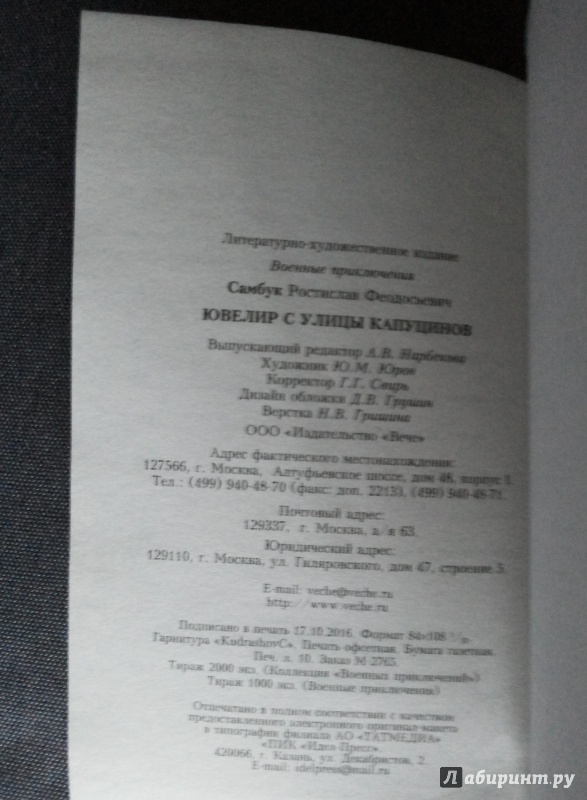 Литературно-художественное издание
Военные приключения
Самбук Ростислав Феодосьевич
ЮВЕЛИР С УЛИЦЫ КАПУЦИНОВ
Выпускающий редактор А.В. Нарбекова
Художник Ю.М. Юров
Корректор Г.Г. Свирь
Дизайн обложки Д.В. Грушин
Верстка Н.В. Гришина
ООО «Издательство «Вече»
Адрес фактического местонахождения:
127566, г. Москва, Алтуфьевское шоссе, дом 48, корпус 1.
Тел.: (499) 940-48-70 (факс: доп. 2213), (499) 940-48-71.
Почтовый адрес:
129337, г. Москва, а/я 63.
Юридический адрес:
129110, г. Москва, ул. Гиляровского, дом 47, строение 5.
E-mail: veche@veche.ru
http://www.veche.ru
Подписано в печать 17.10.2016. Формат 84×108 1/32.
Гарнитура «KudrashovC». Печать офсетная. Бумага газетная.
Печ. л. 10. Заказ М-2765.
Тираж 2000 экз. (Коллекция «Военных приключений»)
Тираж 1000 экз. (Военные приключения)
Отпечатано в полном соответствии с качеством
предоставленного электронного оригинал-макета
в типографии филиала АО «ТАТМЕДИА»
«ПИК «Идел-Пресс».
420066, г. Казань, ул. Декабристов, 2.
E-mail: idelpress@mail.ru
Лабиринт.ру